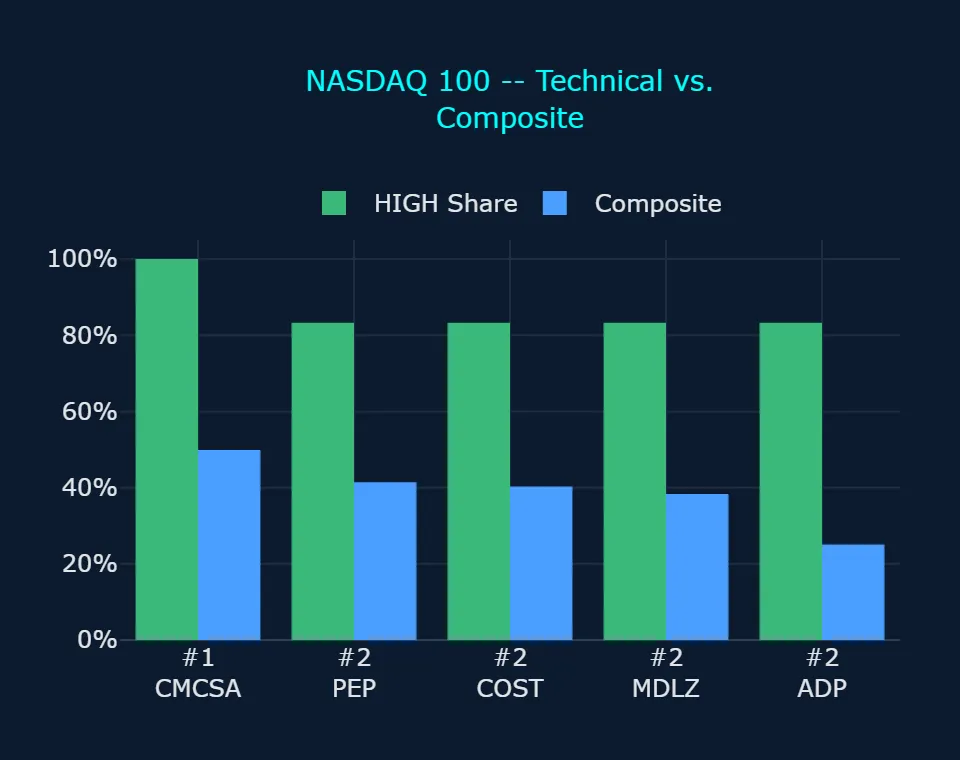 NASDAQ 100 -- Technical vs.
Composite
HIGH Share
Composite
100%
80%
60%
40%
20%
0%
#1
CMCSA
#2
PEP
#2
COST
#2
MDLZ
#2
ADP